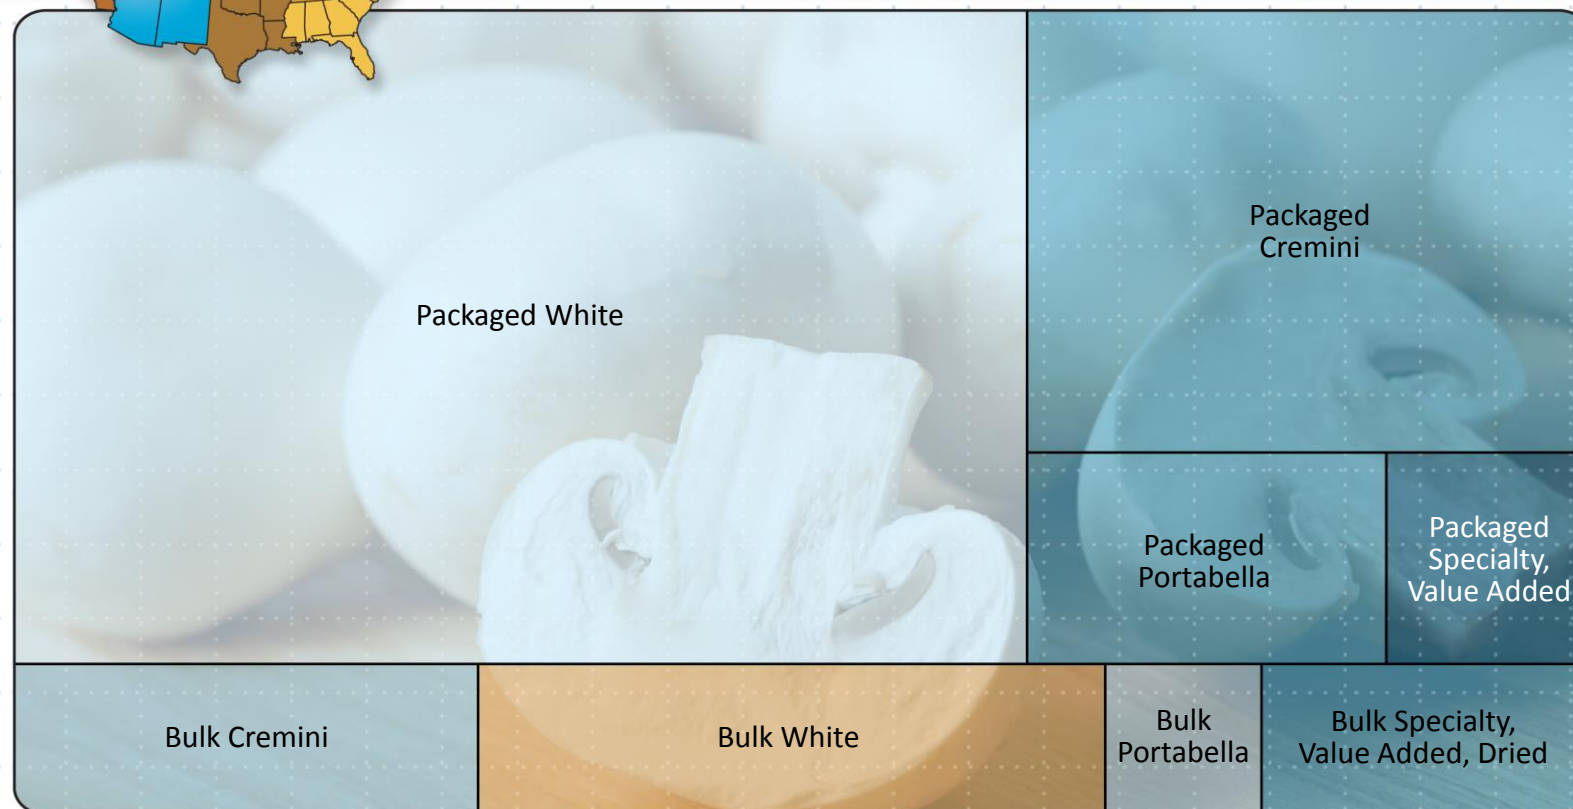 Packaged White
Packaged
Cremini
Packaged
Portabella
Packaged
Specialty,
Value Added
Bulk Cremini
Bulk White
Bulk
Portabella
Bulk Specialty,
Value Added, Dried